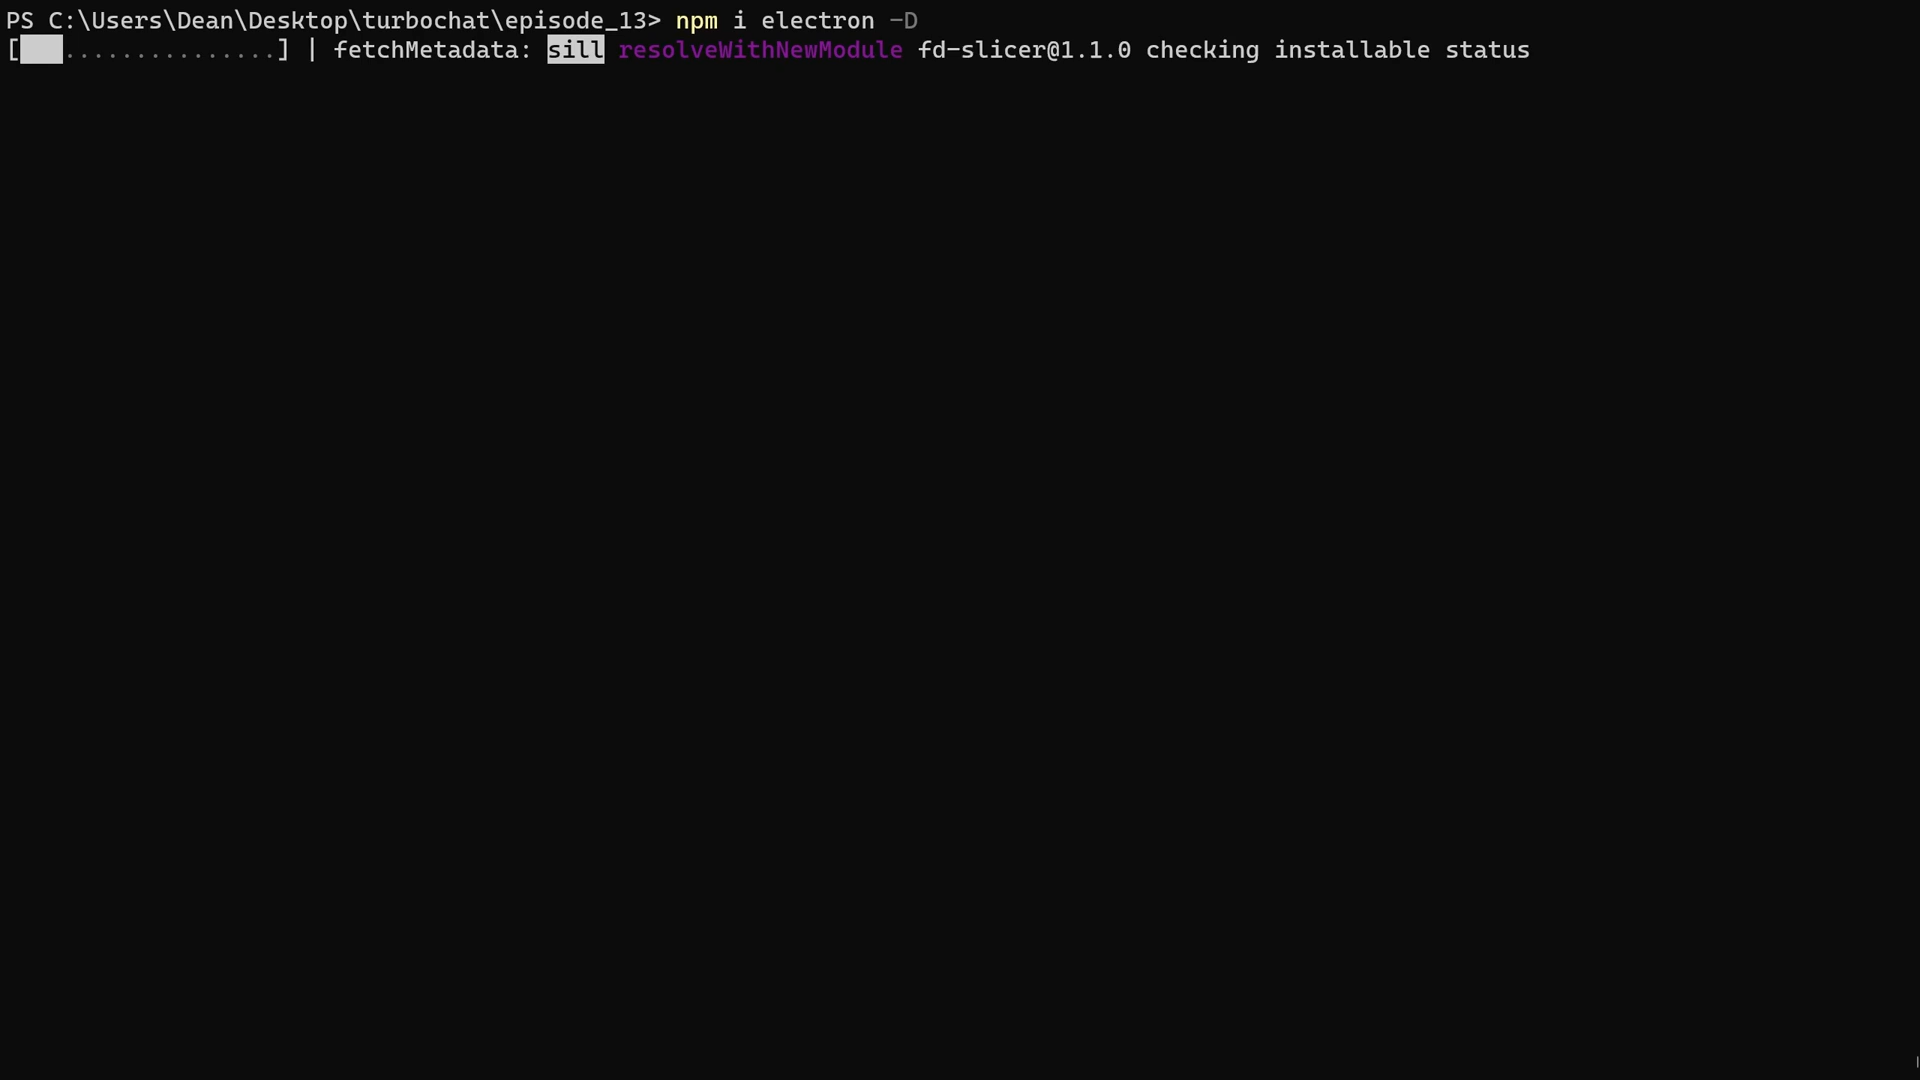 PS C:\Users\Dean\Desktop\turbochat\episode_13> npm i electron -D
[...............] | fetchMetadata: sill resolveWithNewModule fd-slicer@1.1.0 checking installable status